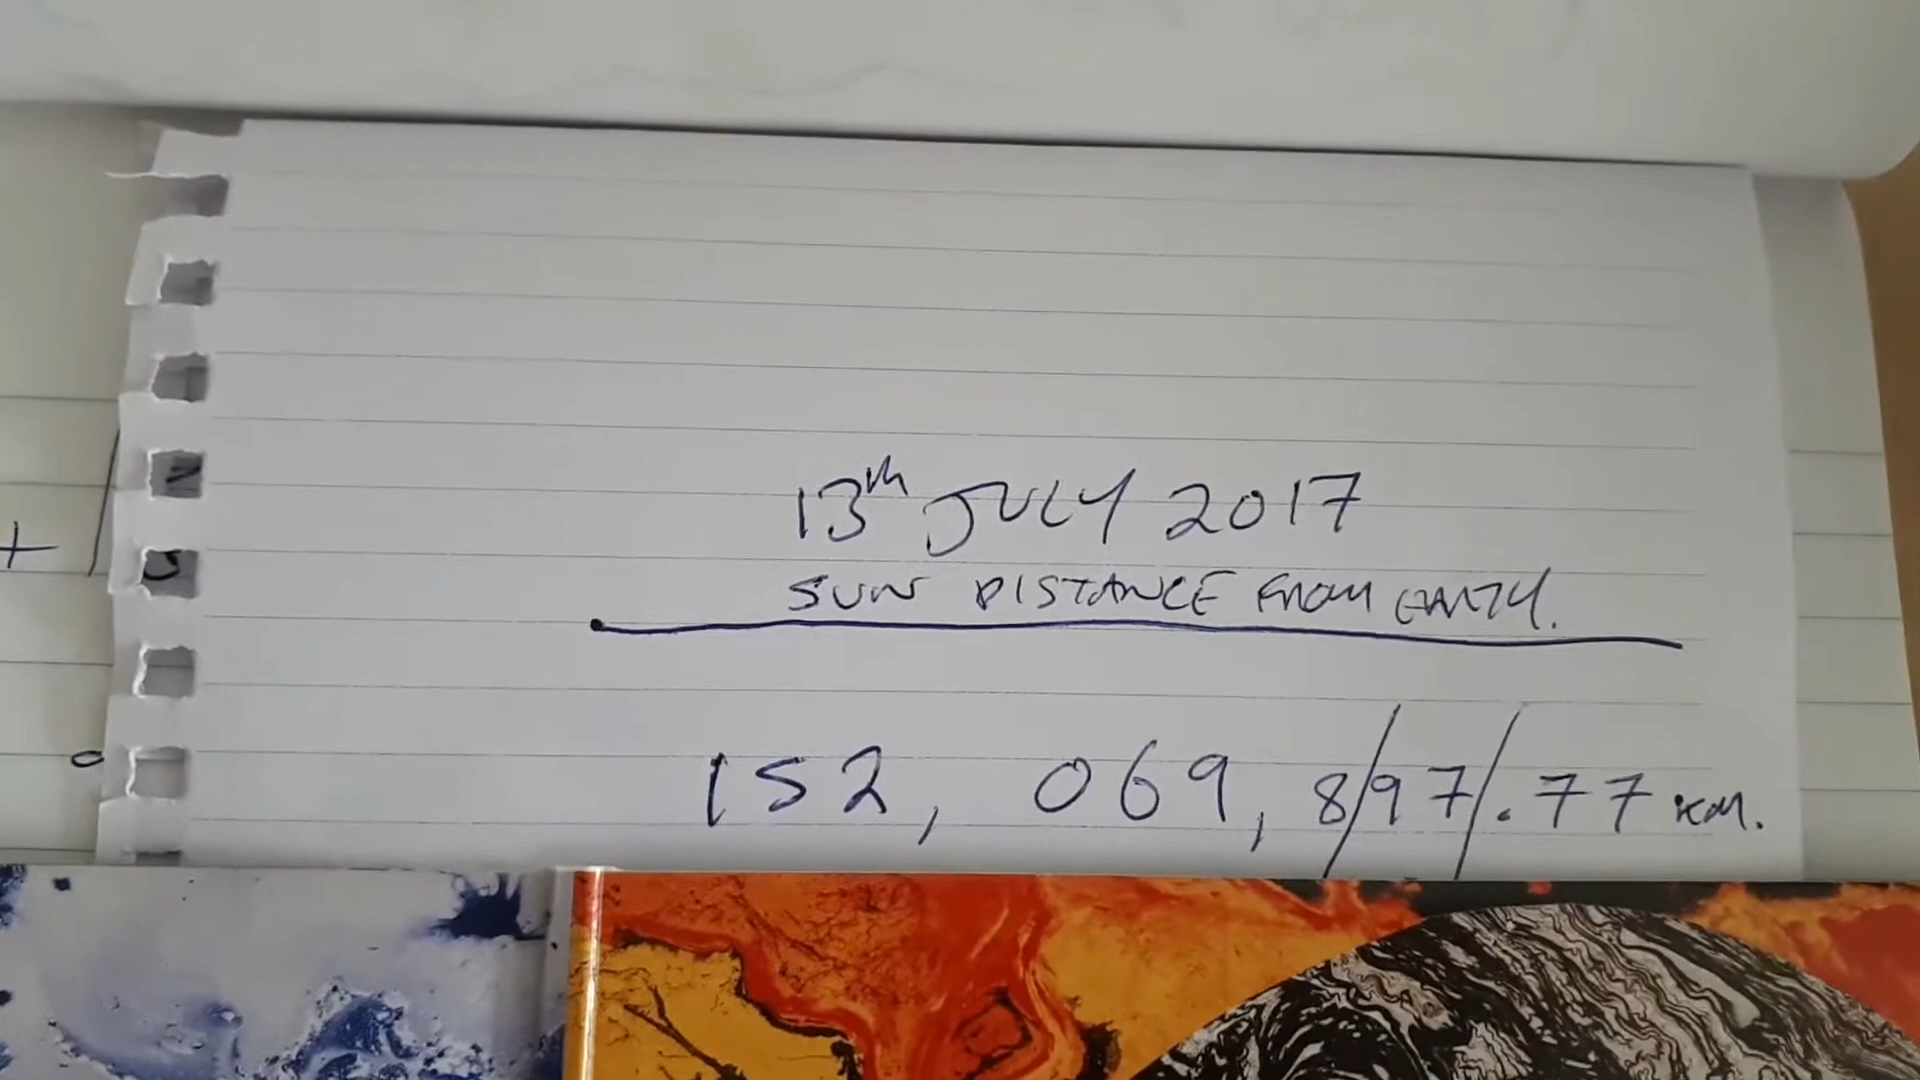 13th JULY 2017
SUN DISTANCE FROM EARTH.
152, 069, 8/97/.77 KM.